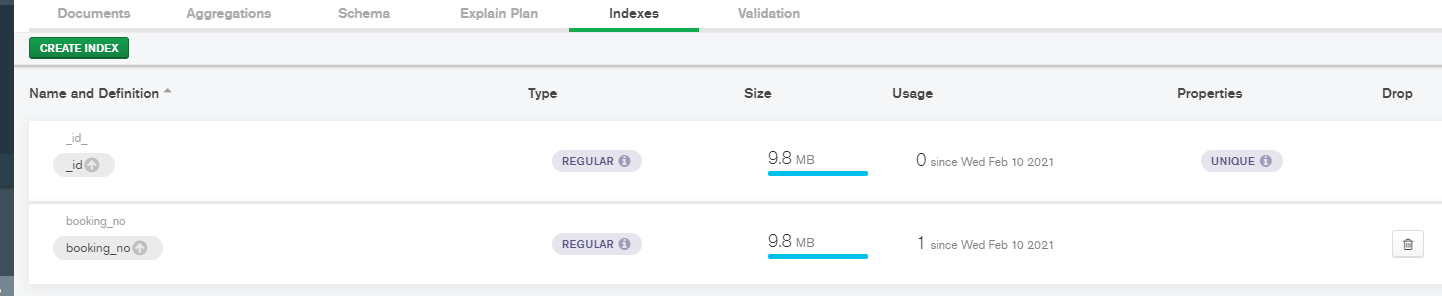 Documents Aggregations Schema Explain Plan Indexes Validation
CREATE INDEX
Name and Definition Type Size Usage Properties Drop
_id_
_id REGULAR 9.8 MB 0 since Wed Feb 10 2021 UNIQUE
booking_no
booking_no REGULAR 9.8 MB 1 since Wed Feb 10 2021